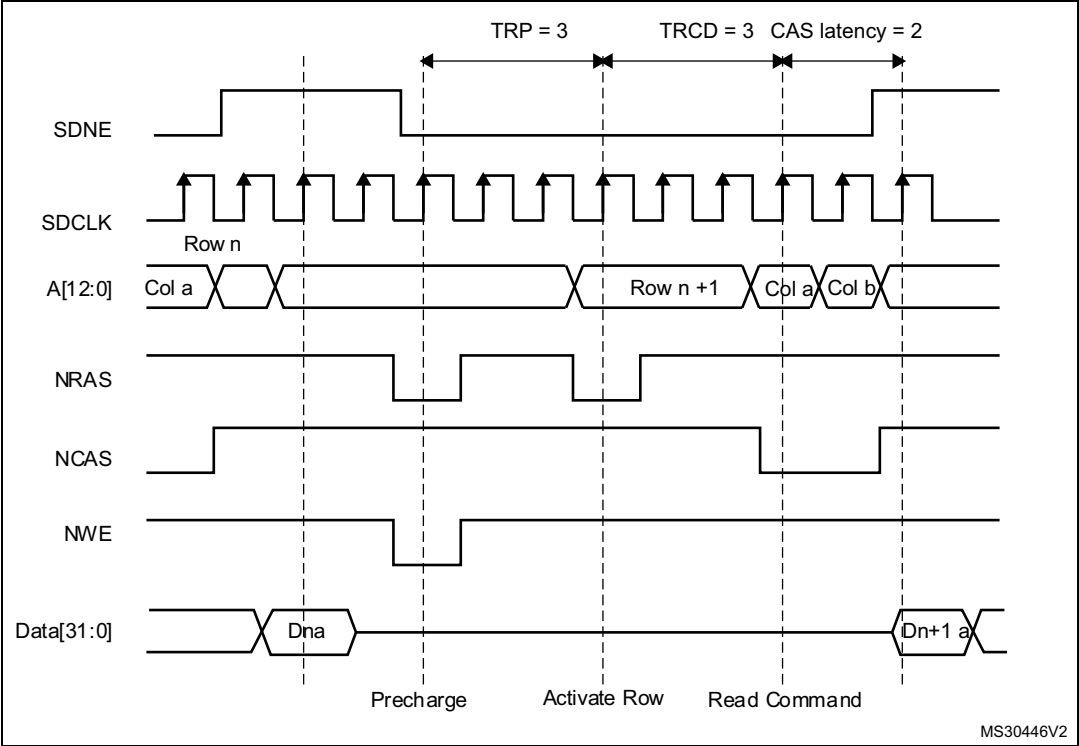 TRP = 3 TRCD = 3 CAS latency = 2
SDNE
SDCLK
Row n
A[12:0] Col a Row n +1 Col a Col b
NRAS
NCAS
NWE
Data[31:0] Dna Dn+1 a
Precharge Activate Row Read Command
MS30446V2